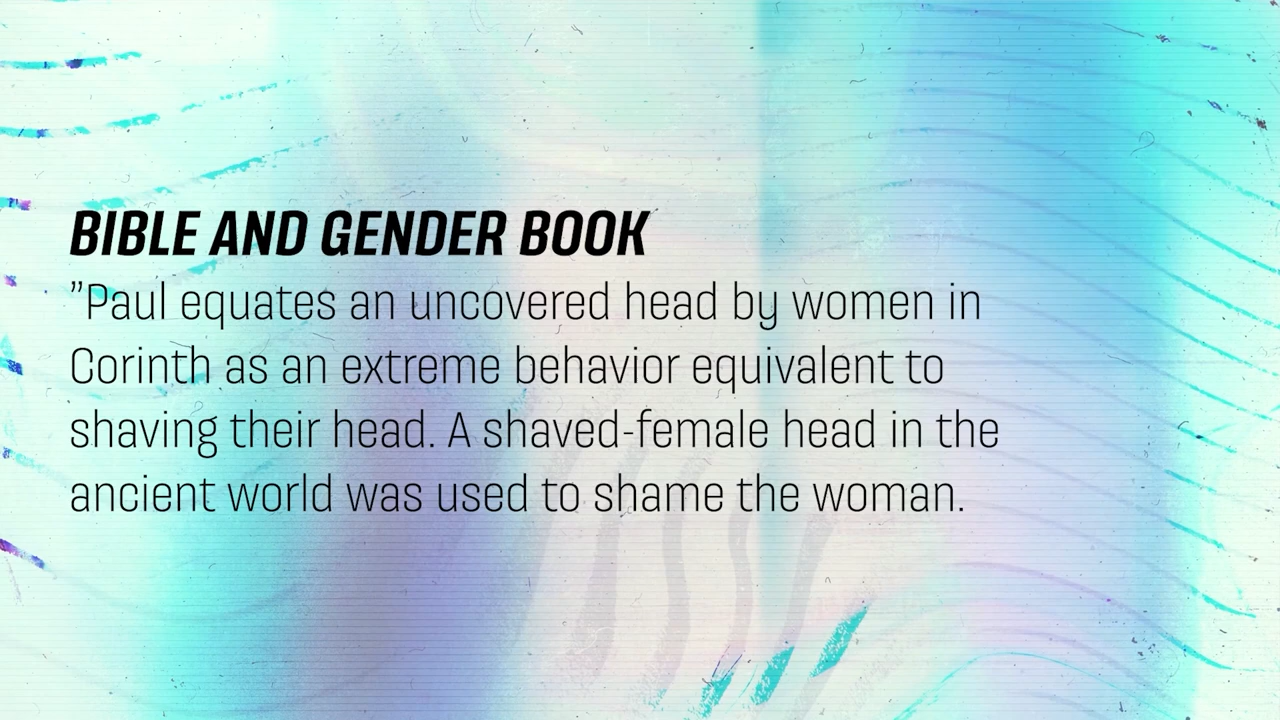 BIBLE AND GENDER BOOK
”Paul equates an uncovered head by women in
Corinth as an extreme behavior equivalent to
shaving their head. A shaved-female head in the
ancient world was used to shame the woman.